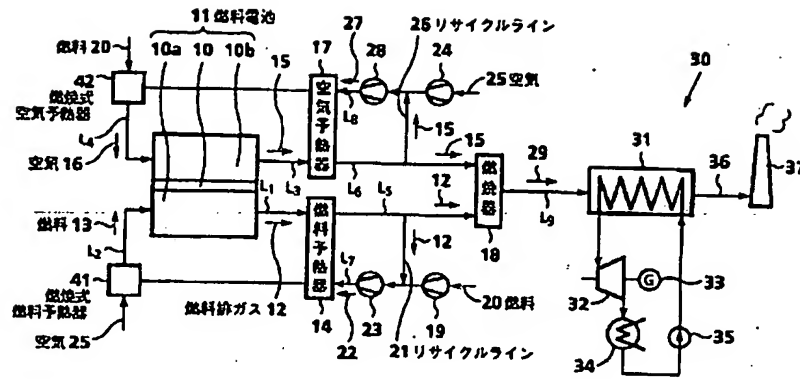 11 燃料電池
10a 10 10b
燃料 20
42
燃焼式
空気予熱器
L4
空気 16
15
L3
17
空気予熱器
27
28
L8
26 リサイクルライン
24
25 空気
15
L6
15
燃料 13
L2
41
燃焼式
燃料予熱器
空気 25
L1
12
燃料排ガス 12
燃料予熱器
14
L5
12
12
L7
22
23
19
20 燃料
21 リサイクルライン
燃焼器
18
29
L9
30
31
36
37
32
G
33
34
35